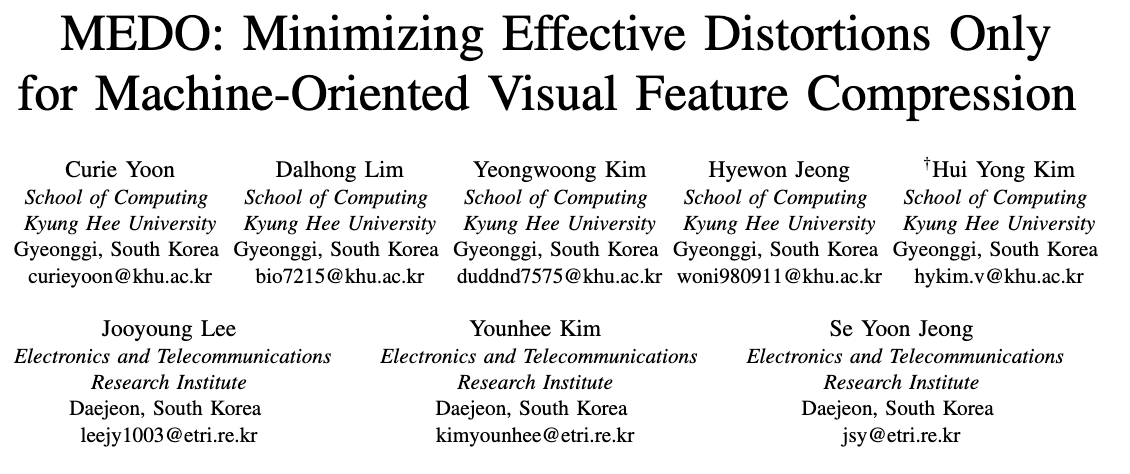 MEDO: Minimizing Effective Distortions Only
for Machine-Oriented Visual Feature Compression
Curie Yoon
School of Computing
Kyung Hee University
Gyeonggi, South Korea
curieyoon@khu.ac.kr
Dalhong Lim
School of Computing
Kyung Hee University
Gyeonggi, South Korea
bio7215@khu.ac.kr
Yeongwoong Kim
School of Computing
Kyung Hee University
Gyeonggi, South Korea
duddnd7575@khu.ac.kr
Hyewon Jeong
School of Computing
Kyung Hee University
Gyeonggi, South Korea
woni980911@khu.ac.kr
†Hui Yong Kim
School of Computing
Kyung Hee University
Gyeonggi, South Korea
hykim.v@khu.ac.kr
Jooyoung Lee
Electronics and Telecommunications
Research Institute
Daejeon, South Korea
leejy1003@etri.re.kr
Younhee Kim
Electronics and Telecommunications
Research Institute
Daejeon, South Korea
kimyounhee@etri.re.kr
Se Yoon Jeong
Electronics and Telecommunications
Research Institute
Daejeon, South Korea
jsy@etri.re.kr